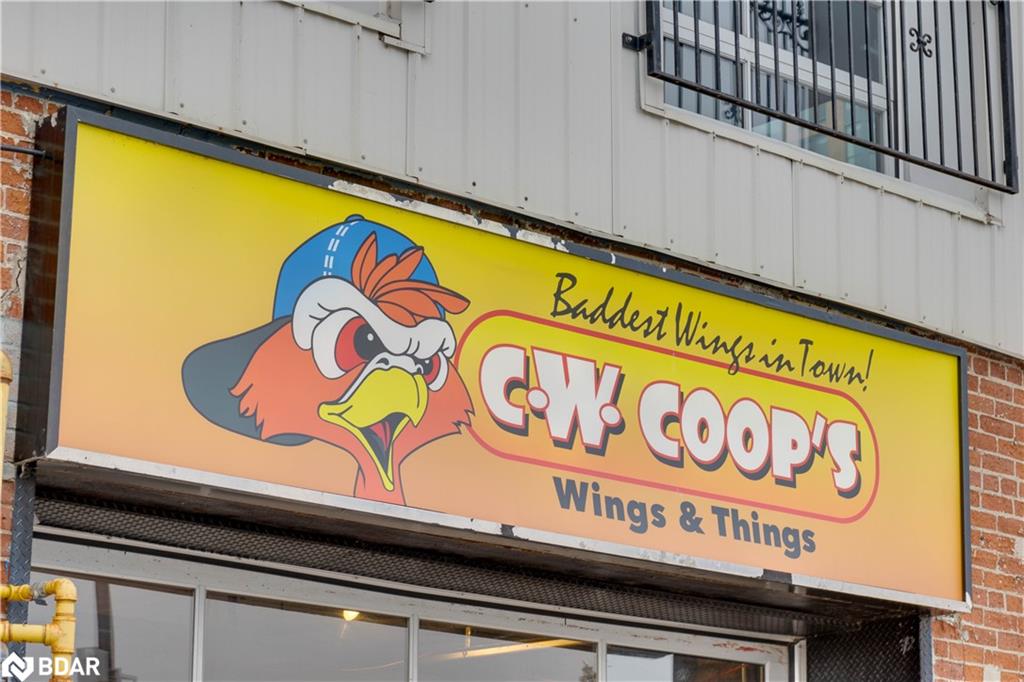 Baddest Wings in Town!
C.W. COOP'S
Wings & Things
BDAR